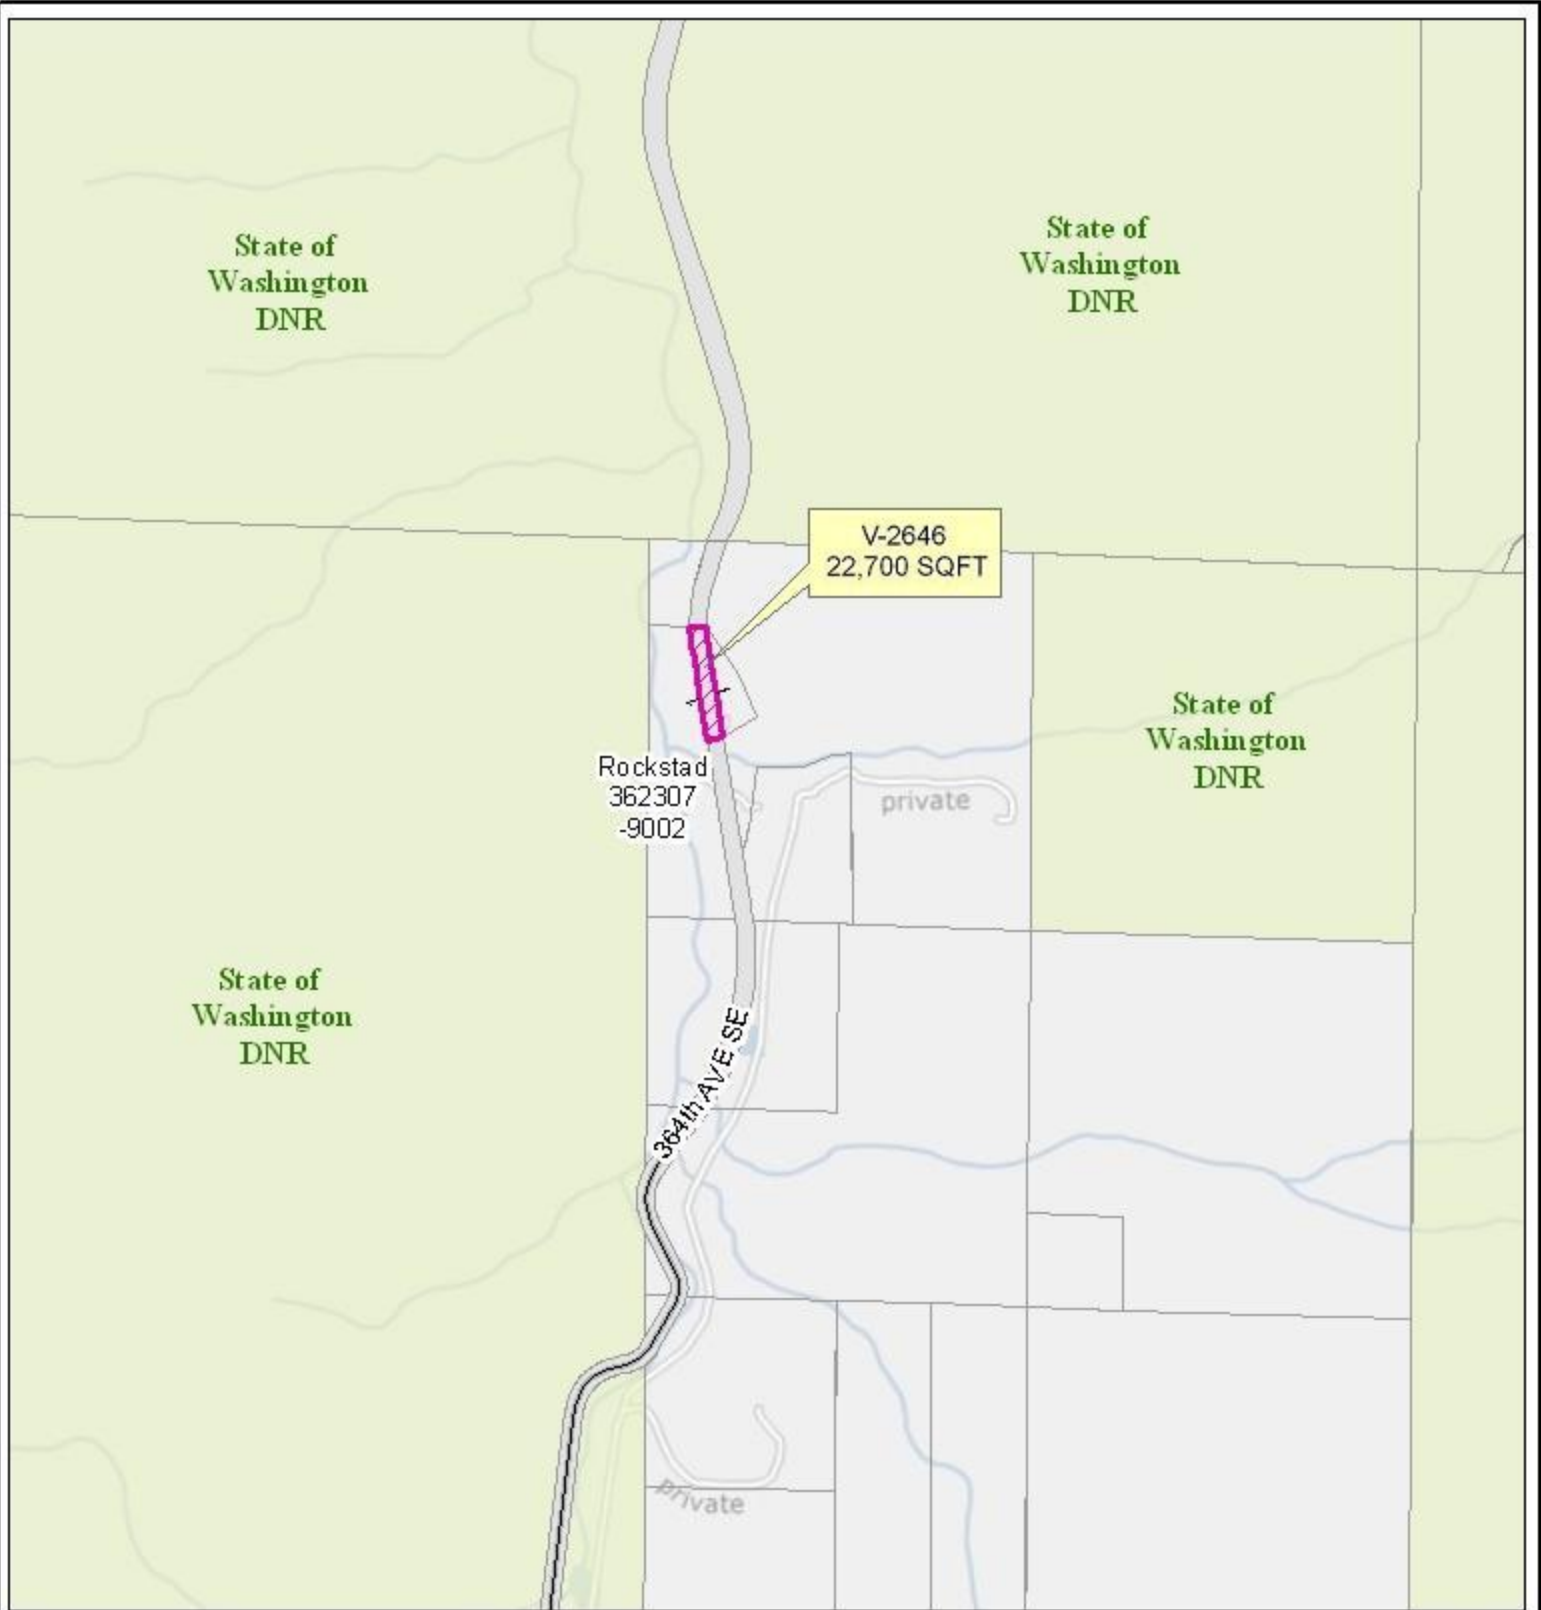 State of
Washington
DNR
State of
Washington
DNR
V-2646
22,700 SQFT
State of
Washington
DNR
Rockstad
362307
-9002
private
State of
Washington
DNR
364th AVE SE
private